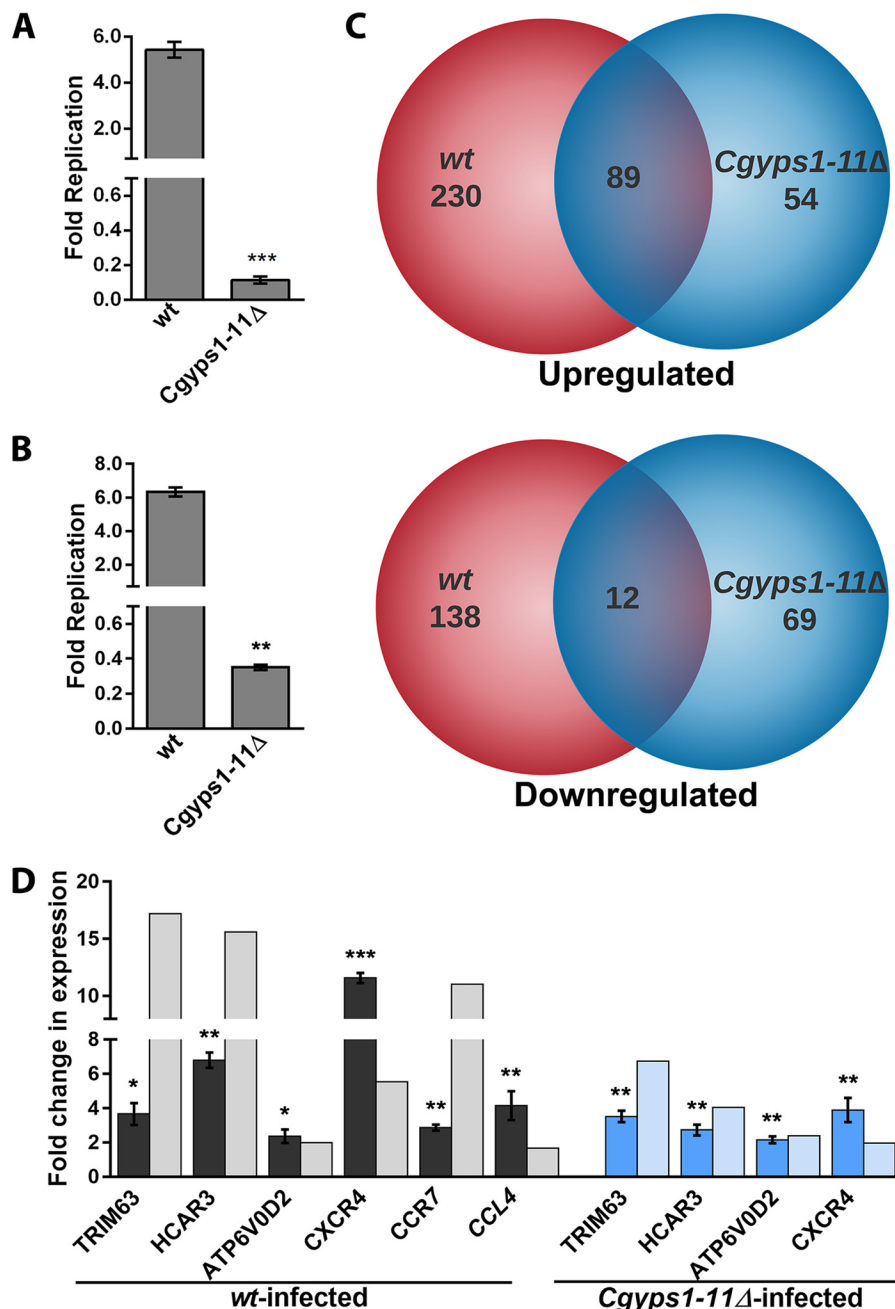 A
Fold Replication
6.0
4.0
2.0
0.6
0.4
0.2
0.0
***
wt
Cgyps1-11Δ
B
Fold Replication
8.0
6.0
4.0
0.6
0.4
0.2
0.0
**
wt
Cgyps1-11Δ
C
wt
230
89
Cgyps1-11Δ
54
Upregulated
wt
138
12
Cgyps1-11Δ
69
Downregulated
D
Fold change in expression
20
15
10
8
6
4
2
0
*
**
*
***
**
**
**
**
**
**
TRIM63
HCAR3
ATP6V0D2
CXCR4
CCR7
CCL4
TRIM63
HCAR3
ATP6V0D2
CXCR4
wt-infected
Cgyps1-11Δ-infected